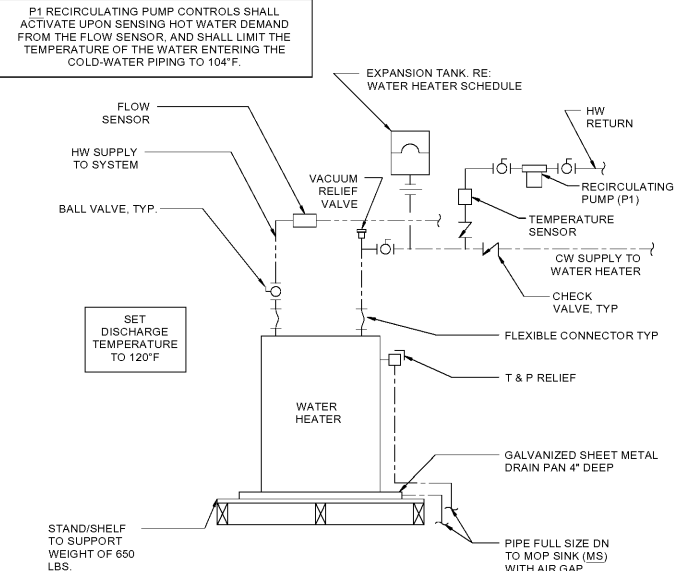 P1 RECIRCULATING PUMP CONTROLS SHALL
ACTIVATE UPON SENSING HOT WATER DEMAND
FROM THE FLOW SENSOR, AND SHALL LIMIT THE
TEMPERATURE OF THE WATER ENTERING THE
COLD-WATER PIPING TO 104°F.
EXPANSION TANK. RE:
WATER HEATER SCHEDULE
FLOW
SENSOR
HW
RETURN
HW SUPPLY
TO SYSTEM
VACUUM
RELIEF
VALVE
RECIRCULATING
PUMP (P1)
BALL VALVE, TYP.
TEMPERATURE
SENSOR
CW SUPPLY TO
WATER HEATER
CHECK
VALVE, TYP
SET
DISCHARGE
TEMPERATURE
TO 120°F
FLEXIBLE CONNECTOR TYP
T & P RELIEF
WATER
HEATER
GALVANIZED SHEET METAL
DRAIN PAN 4" DEEP
STAND/SHELF
TO SUPPORT
WEIGHT OF 650
LBS.
PIPE FULL SIZE DN
TO MOP SINK (MS)
WITH AIR GAP